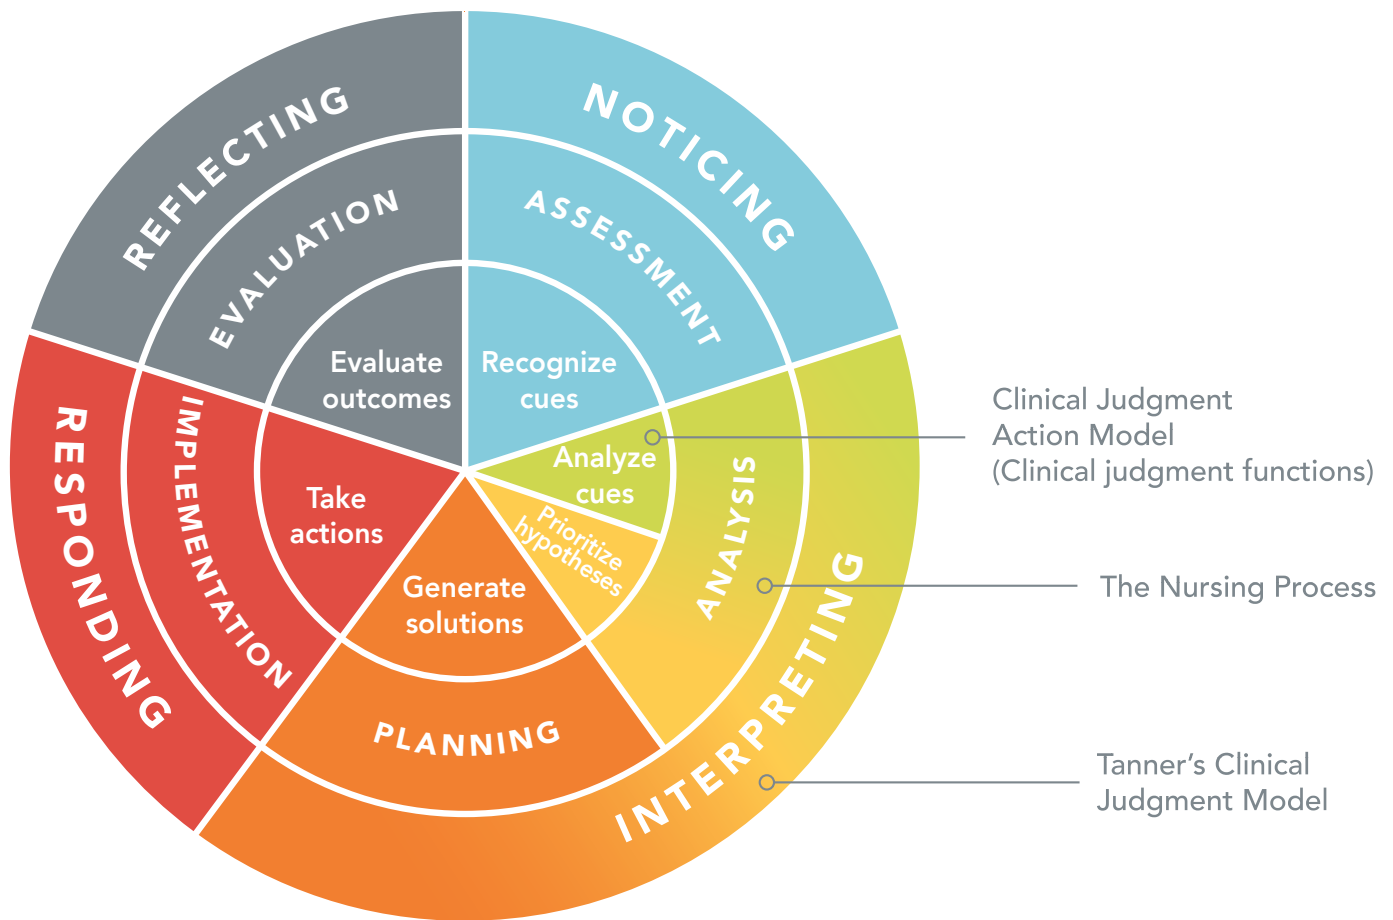 REFLECTING
NOTICING
EVALUATION
ASSESSMENT
Evaluate
outcomes
Recognize
cues
Clinical Judgment
Action Model
(Clinical judgment functions)
Analyze
cues
RESPONDING
IMPLEMENTATION
Take
actions
Prioritize
hypotheses
ANALYSIS
Generate
solutions
The Nursing Process
INTERPRETING
PLANNING
Tanner’s Clinical
Judgment Model